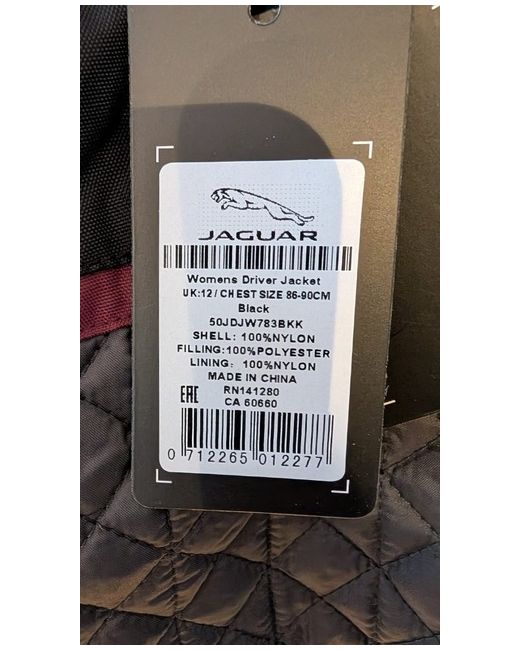 JAGUAR
Womens Driver Jacket
UK:12 / CHEST SIZE 86-90CM
Black
50JDJW783BKK
SHELL: 100%NYLON
FILLING:100%POLYESTER
LINING: 100%NYLON
MADE IN CHINA
RN141280
EAC CA 60660
0 712265 012277